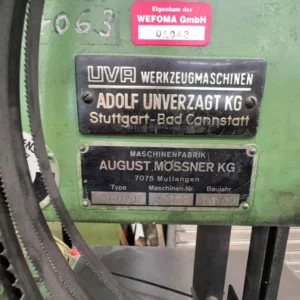 Eigentum der
WEFOMA GmbH
01042
4063
UVA WERKZEUGMASCHINEN
ADOLF UNVERZAGT KG
Stuttgart-Bad Cannstatt
MASCHINENFABRIK
AUGUST MÖSSNER KG
7075 Mutlangen
Type Maschinen-Nr. Baujahr